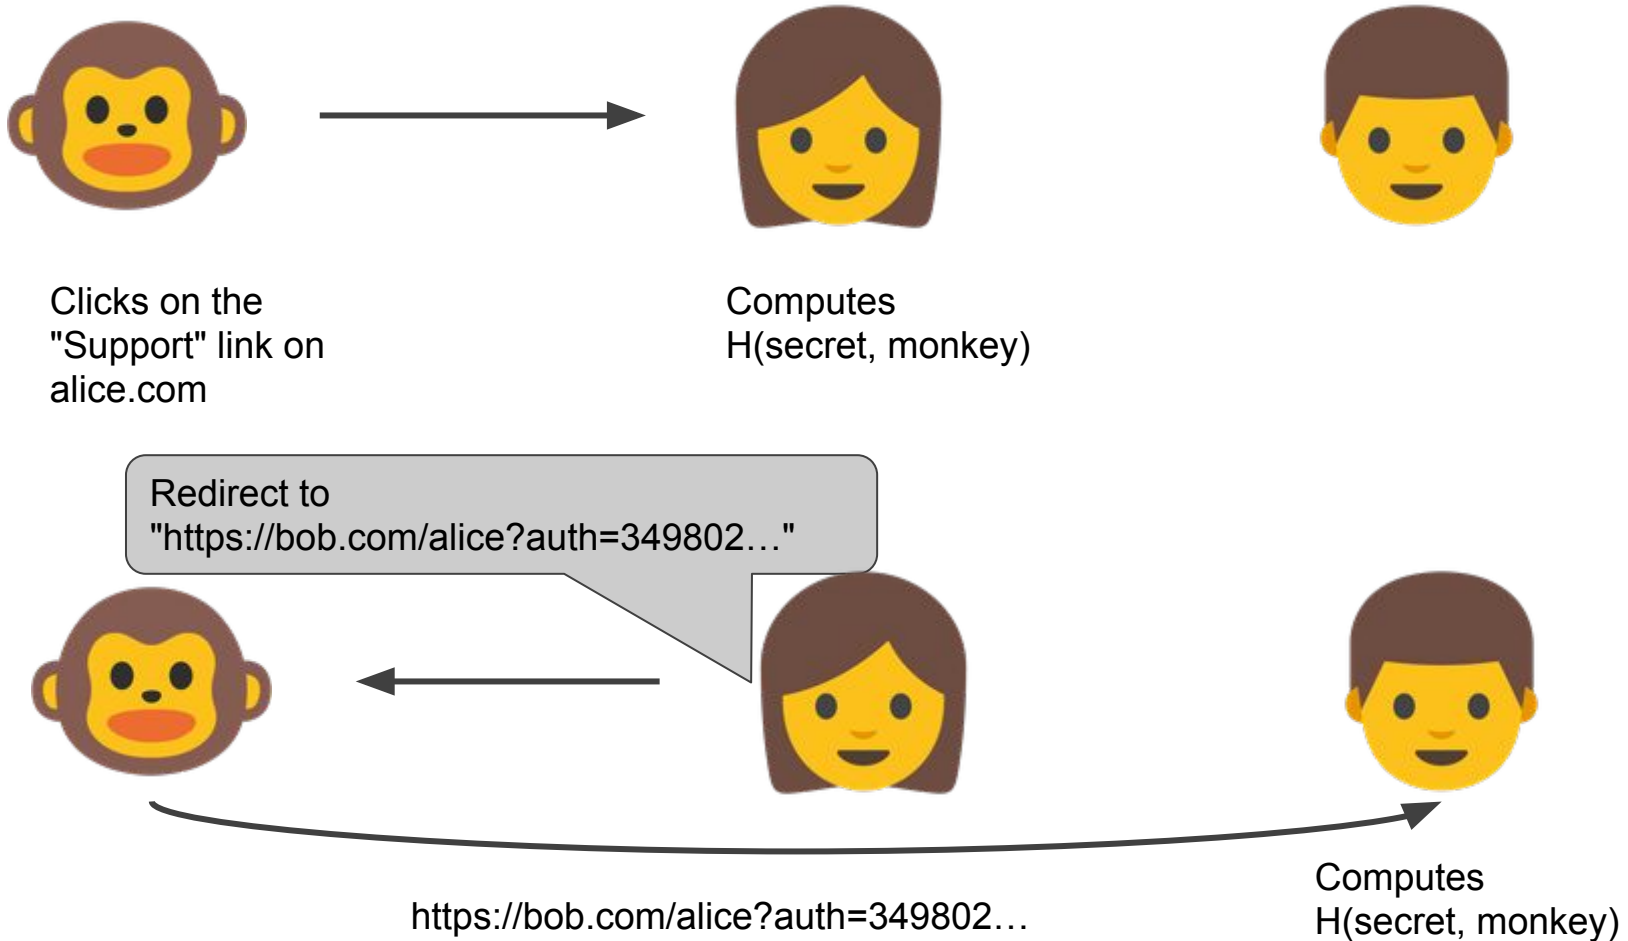 Clicks on the
"Support" link on
alice.com
Computes
H(secret, monkey)
Redirect to
"https://bob.com/alice?auth=349802…"
https://bob.com/alice?auth=349802…
Computes
H(secret, monkey)